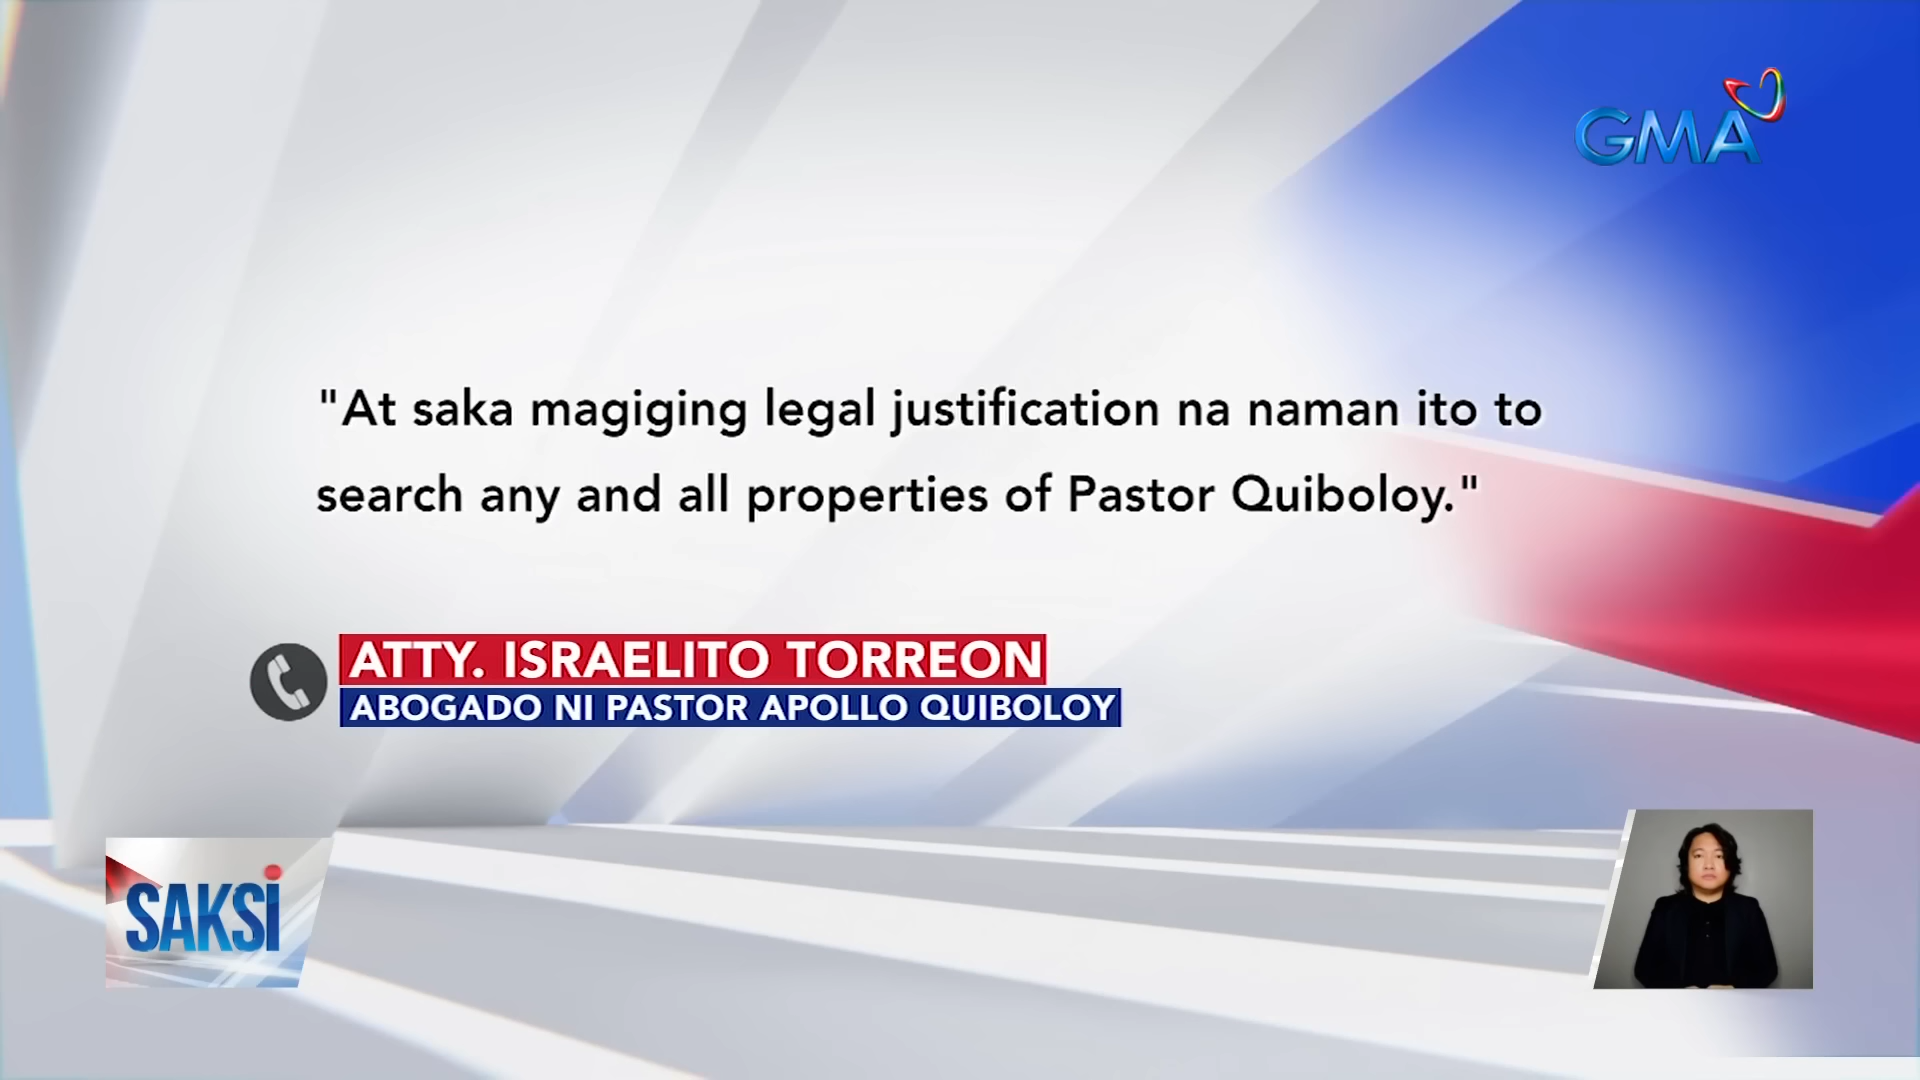 GMA
"At saka magiging legal justification na naman ito to
search any and all properties of Pastor Quiboloy."
ATTY. ISRAELITO TORREON
ABOGADO NI PASTOR APOLLO QUIBOLOY
SAKSI